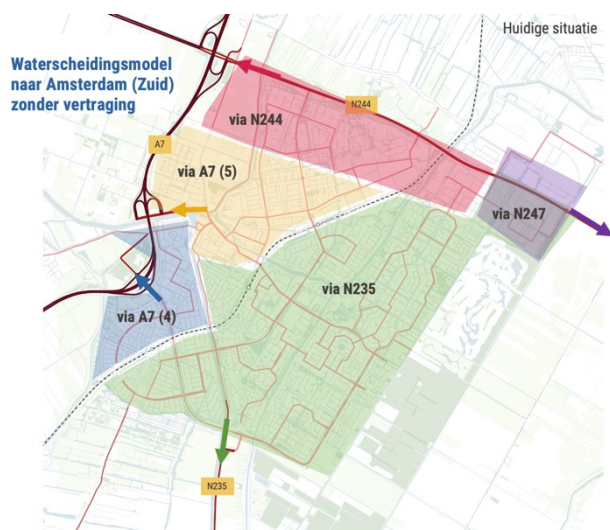 Huidige situatie
Waterscheidingsmodel
naar Amsterdam (Zuid)
zonder vertraging
N244
via N244
A7
via A7 (5)
via N247
via N235
via A7 (4)
N235